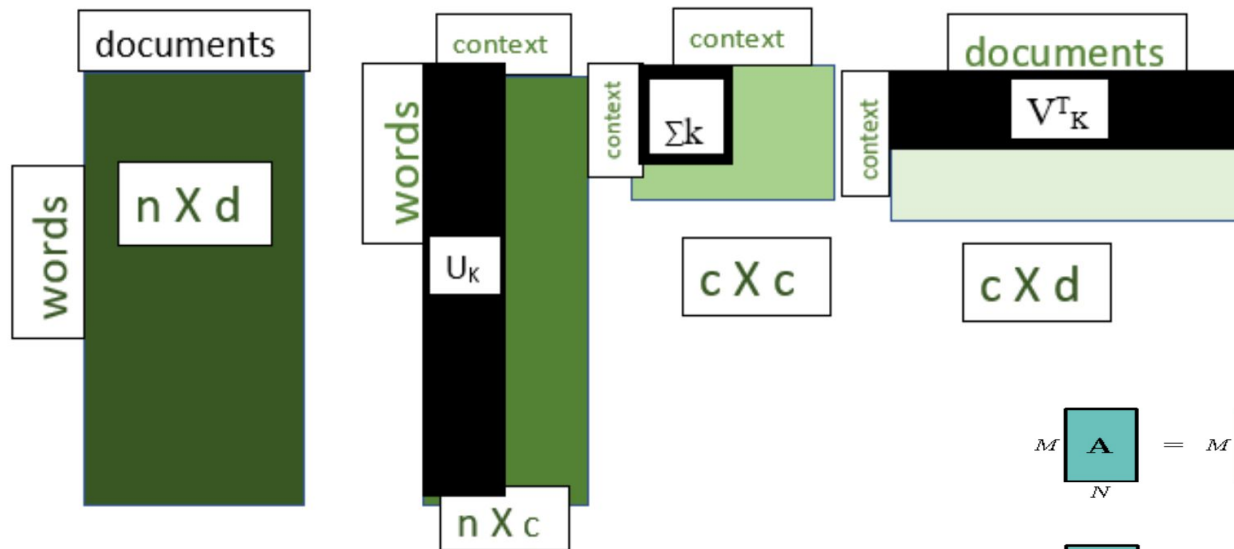 documents
words
n X d
context
words
U_K
n X c
context
context
Σk
c X c
documents
context
V^T_K
c X d
M A = M
N